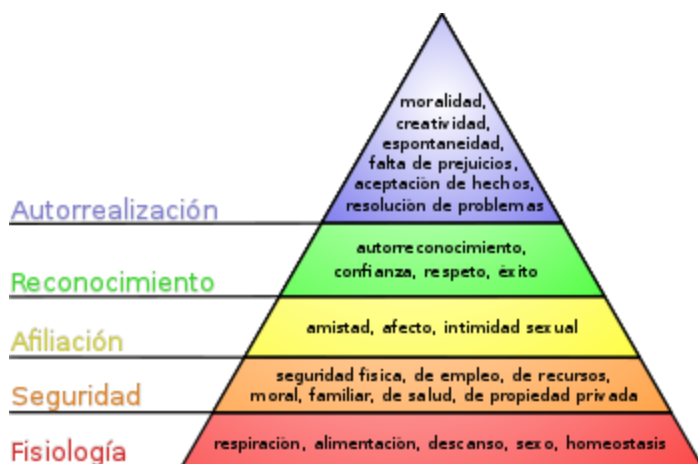 moralidad,
creatividad,
espontaneidad,
falta de prejuicios,
aceptación de hechos,
resolución de problemas
Autorrealización
autorreconocimiento,
confianza, respeto, éxito
Reconocimiento
amistad, afecto, intimidad sexual
Afiliación
seguridad física, de empleo, de recursos,
moral, familiar, de salud, de propiedad privada
Seguridad
respiración, alimentación, descanso, sexo, homeostasis
Fisiología